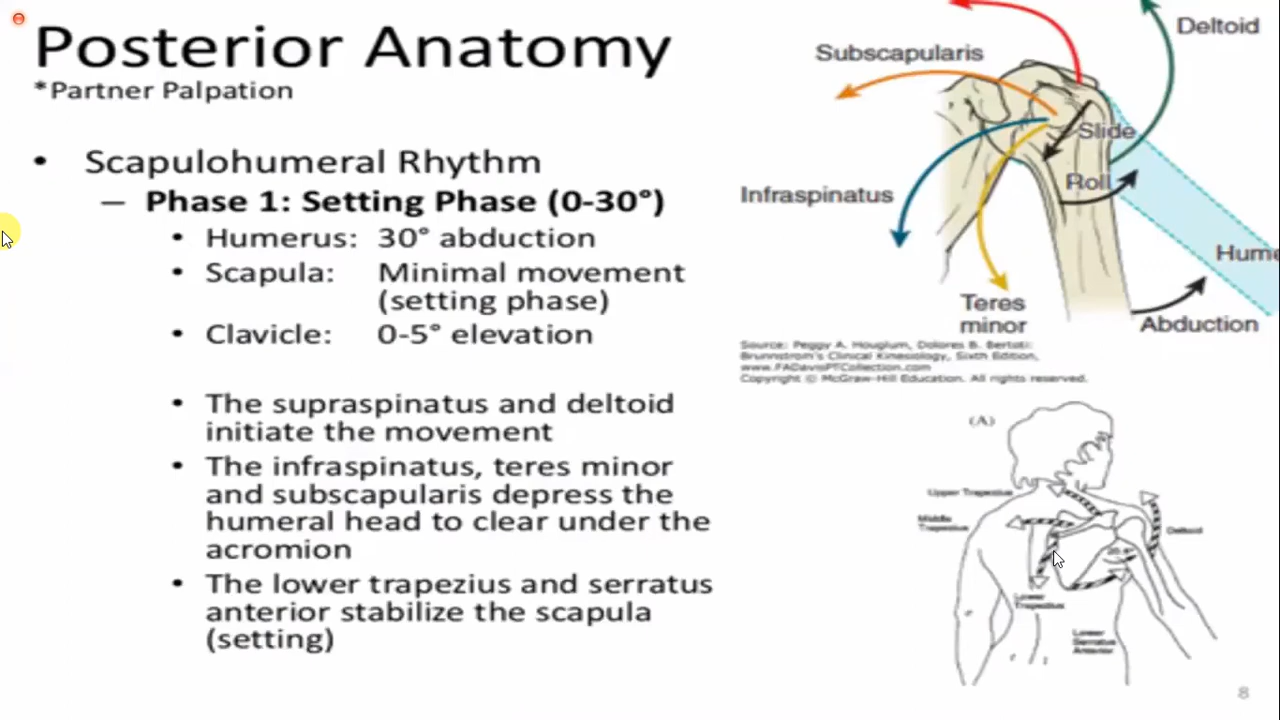 Posterior Anatomy
*Partner Palpation
• Scapulohumeral Rhythm
– Phase 1: Setting Phase (0-30°)
• Humerus: 30° abduction
• Scapula: Minimal movement
(setting phase)
• Clavicle: 0-5° elevation
• The supraspinatus and deltoid
initiate the movement
• The infraspinatus, teres minor
and subscapularis depress the
humeral head to clear under the
acromion
• The lower trapezius and serratus
anterior stabilize the scapula
(setting)
Deltoid
Subscapularis
Slide
Roll
Infraspinatus
Hume
Teres
minor
Abduction
Source: Peggy A. Houglum, Dolores B. Bertoti:
Brunnstrom's Clinical Kinesiology, Sixth Edition,
www.FADavisPTCollection.com
Copyright © McGraw-Hill Education. All rights reserved.
(A)
Upper Trapezius
Middle
Trapezius
Deltoid
Lower
Trapezius
Lower
Serratus
Anterior
8